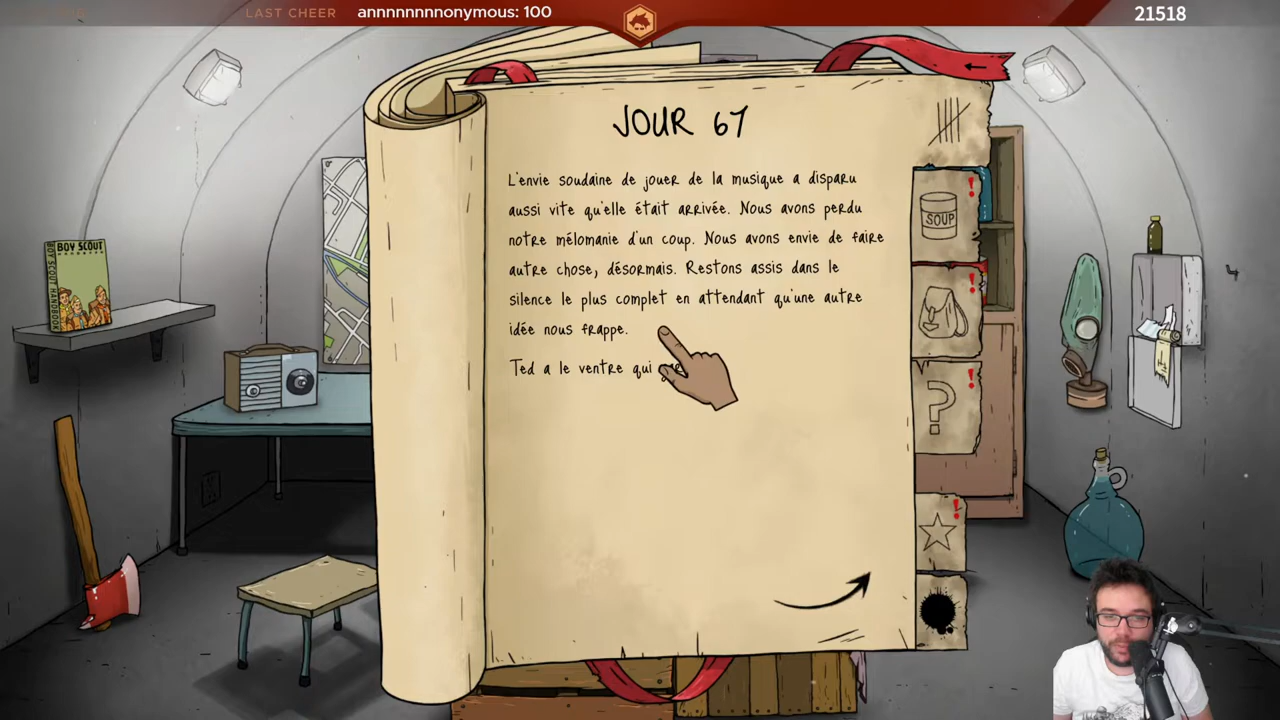 LAST CHEER annnnnnnnonymous: 100
21518
JOUR 67
L'envie soudaine de jouer de la musique a disparu
aussi vite qu'elle était arrivée. Nous avons perdu
notre mélomanie d'un coup. Nous avons envie de faire
autre chose, désormais. Restons assis dans le
silence le plus complet en attendant qu'une autre
idée nous frappe.
Ted a le ventre qui
SOUP
BOY SCOUT
BOY SCOUT HANDBOOK